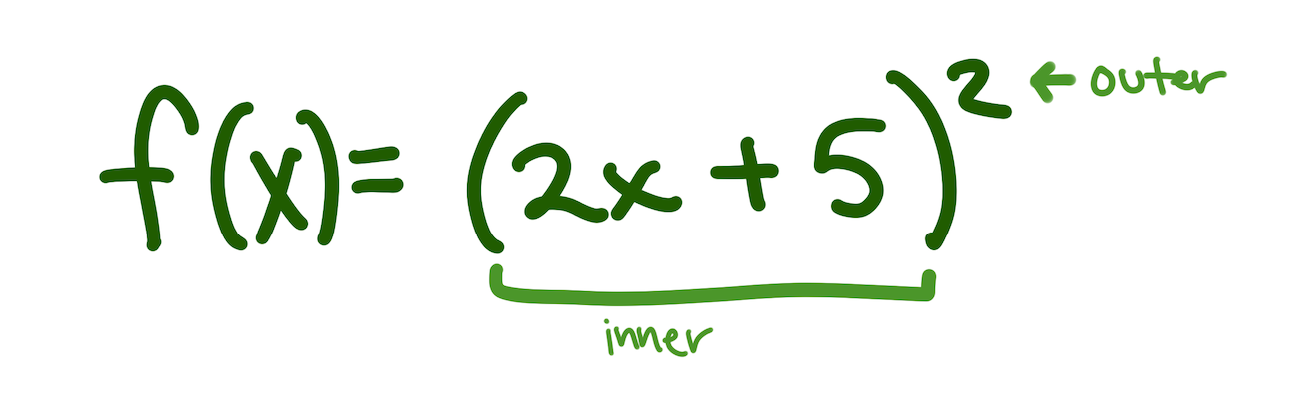 f(x)= (2x+5)² ← outer
inner